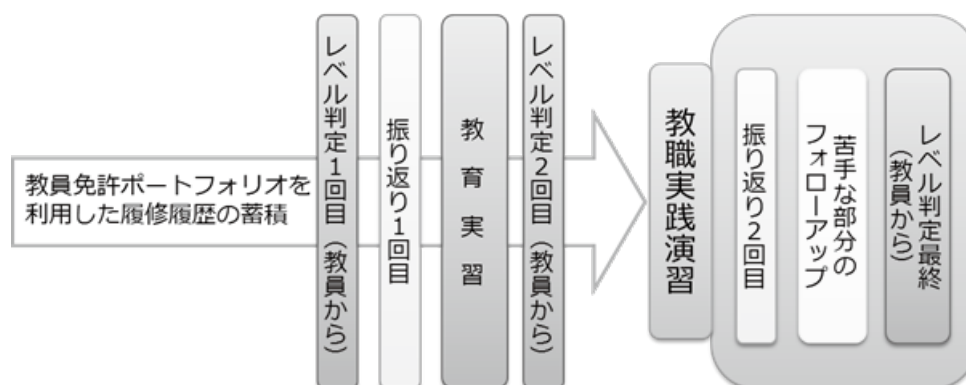 教員免許ポートフォリオを
利用した履修履歴の蓄積
レベル判定1回目（教員から）
振り返り1回目
教育実習
レベル判定2回目（教員から）
教職実践演習
振り返り2回目
苦手な部分の
フォローアップ
レベル判定最終
（教員から）